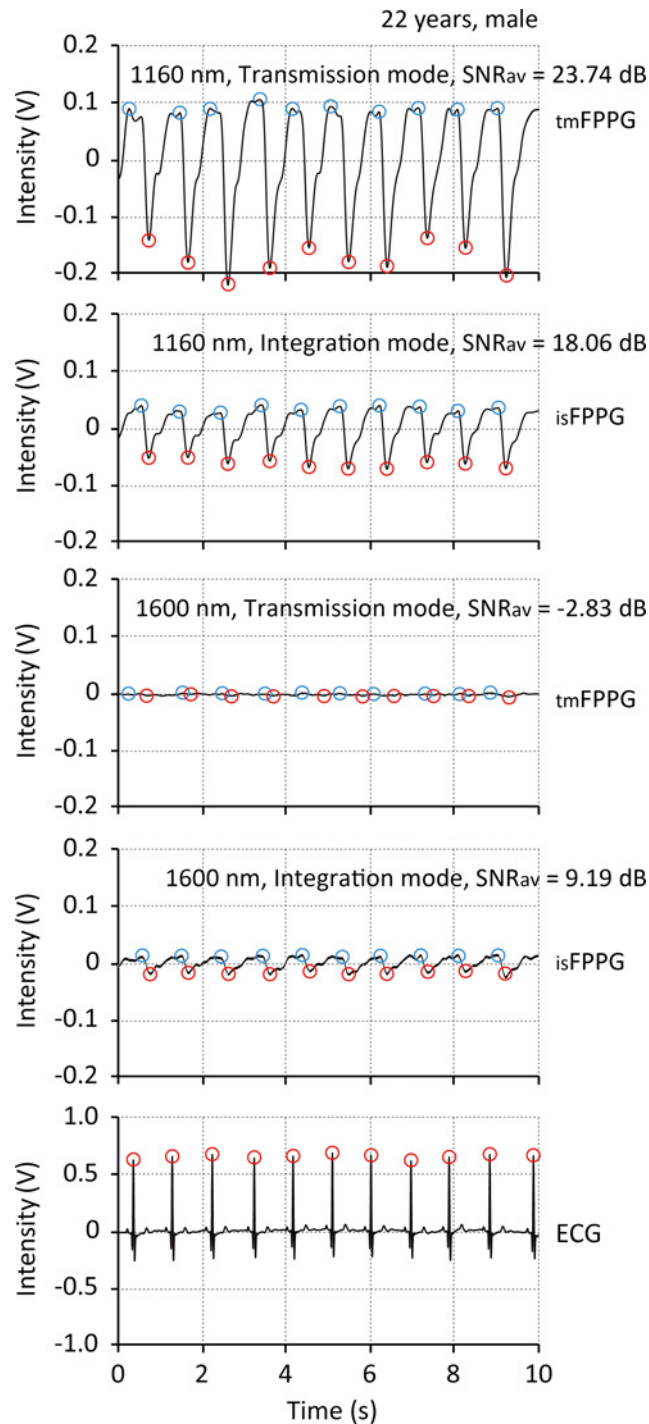 22 years, male
0.2
1160 nm, Transmission mode, SNRav = 23.74 dB
0.1
tmFPPG
0
-0.1
-0.2
Intensity (V)
0.2
1160 nm, Integration mode, SNRav = 18.06 dB
0.1
isFPPG
0.0
-0.1
-0.2
Intensity (V)
0.2
1600 nm, Transmission mode, SNRav = -2.83 dB
0.1
tmFPPG
0
-0.1
-0.2
Intensity (V)
0.2
1600 nm, Integration mode, SNRav = 9.19 dB
0.1
isFPPG
0.0
-0.1
-0.2
Intensity (V)
1.0
0.5
0
ECG
-0.5
-1.0
Intensity (V)
0 2 4 6 8 10
Time (s)